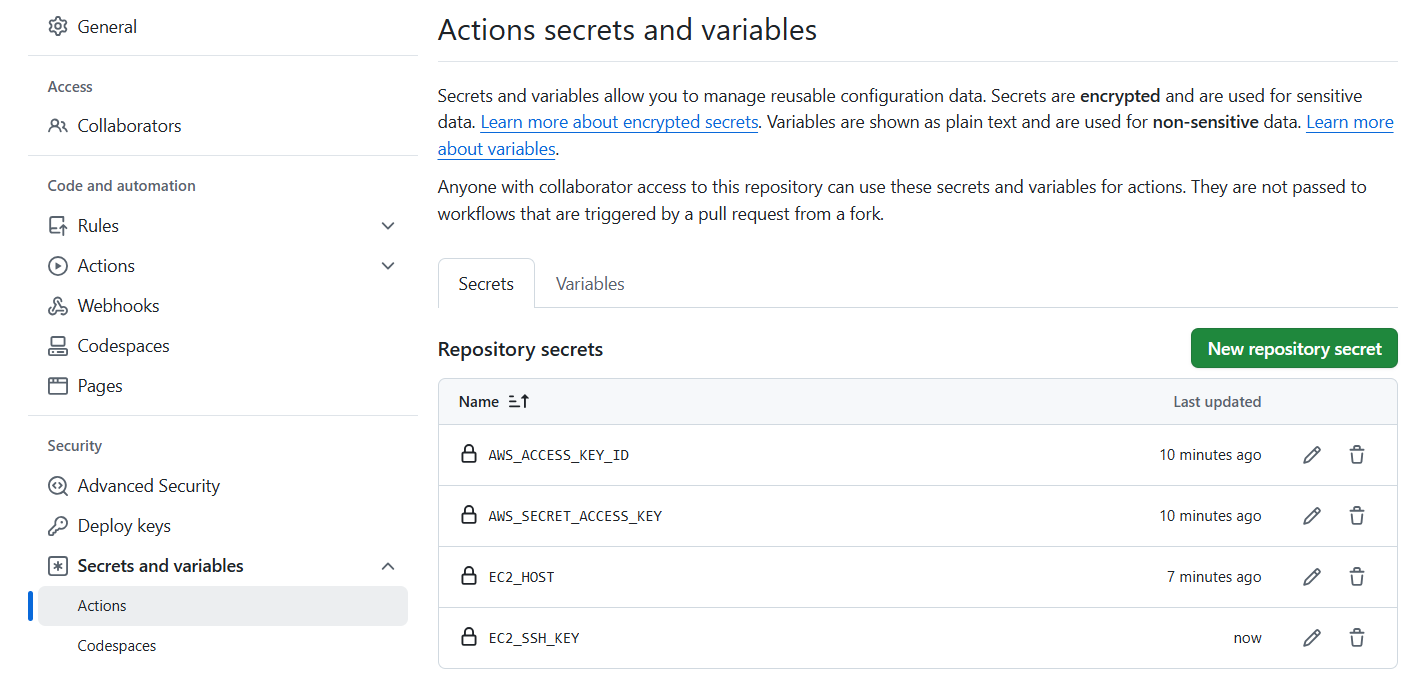 General
Access
Collaborators
Code and automation
Rules
Actions
Webhooks
Codespaces
Pages
Security
Advanced Security
Deploy keys
Secrets and variables
Actions
Codespaces
Actions secrets and variables
Secrets and variables allow you to manage reusable configuration data. Secrets are encrypted and are used for sensitive
data. Learn more about encrypted secrets. Variables are shown as plain text and are used for non-sensitive data. Learn more
about variables.
Anyone with collaborator access to this repository can use these secrets and variables for actions. They are not passed to
workflows that are triggered by a pull request from a fork.
Secrets Variables
Repository secrets New repository secret
Name Last updated
AWS_ACCESS_KEY_ID 10 minutes ago
AWS_SECRET_ACCESS_KEY 10 minutes ago
EC2_HOST 7 minutes ago
EC2_SSH_KEY now